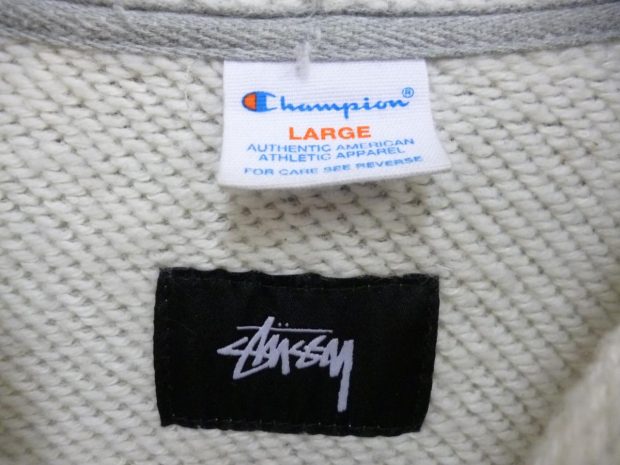 Champion®
LARGE
AUTHENTIC AMERICAN
ATHLETIC APPAREL
FOR CARE SEE REVERSE
Stüssy